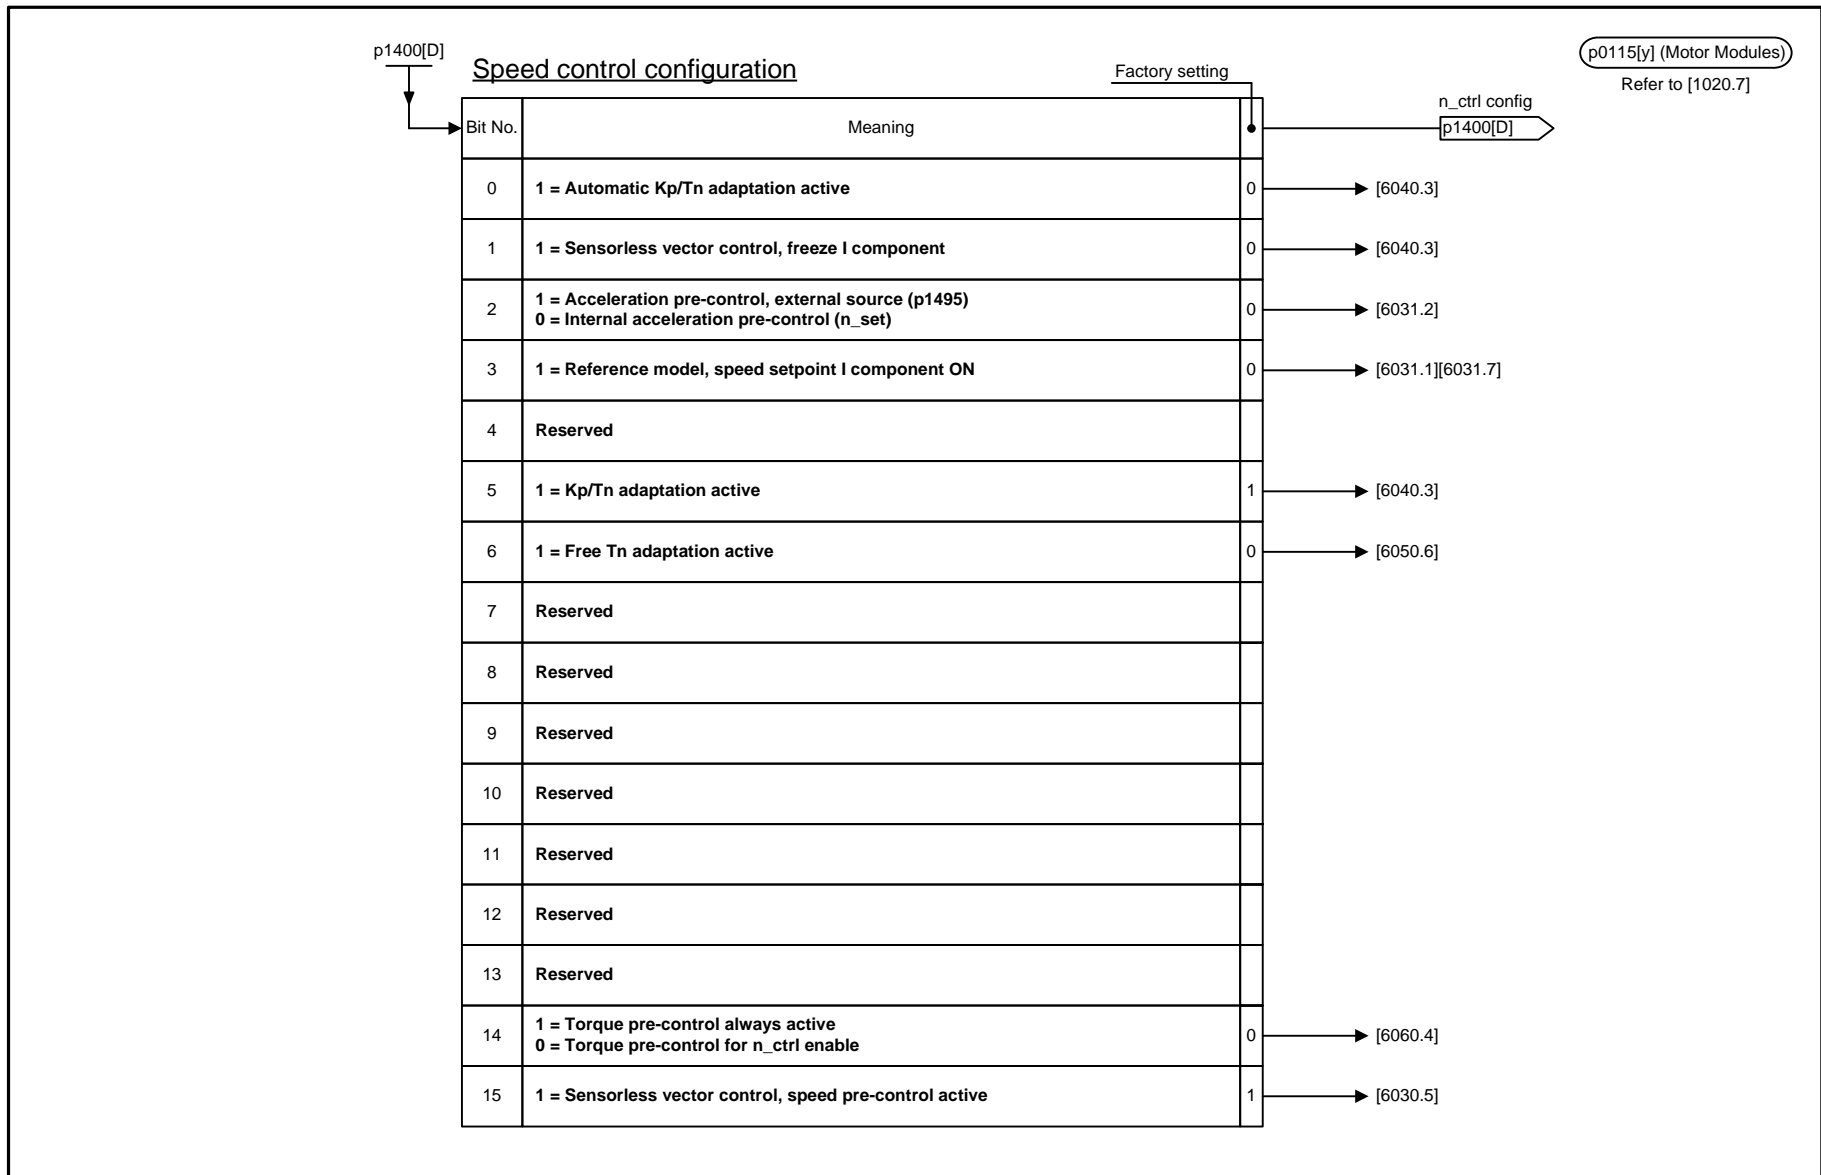 p1400[D]
Speed control configuration
Factory setting
p0115[y] (Motor Modules)
Refer to [1020.7]
n_ctrl config
p1400[D]
Bit No. Meaning
0 1 = Automatic Kp/Tn adaptation active 0 [6040.3]
1 1 = Sensorless vector control, freeze I component 0 [6040.3]
2 1 = Acceleration pre-control, external source (p1495)
0 = Internal acceleration pre-control (n_set) 0 [6031.2]
3 1 = Reference model, speed setpoint I component ON 0 [6031.1][6031.7]
4 Reserved
5 1 = Kp/Tn adaptation active 1 [6040.3]
6 1 = Free Tn adaptation active 0 [6050.6]
7 Reserved
8 Reserved
9 Reserved
10 Reserved
11 Reserved
12 Reserved
13 Reserved
14 1 = Torque pre-control always active
0 = Torque pre-control for n_ctrl enable 0 [6060.4]
15 1 = Sensorless vector control, speed pre-control active 1 [6030.5]